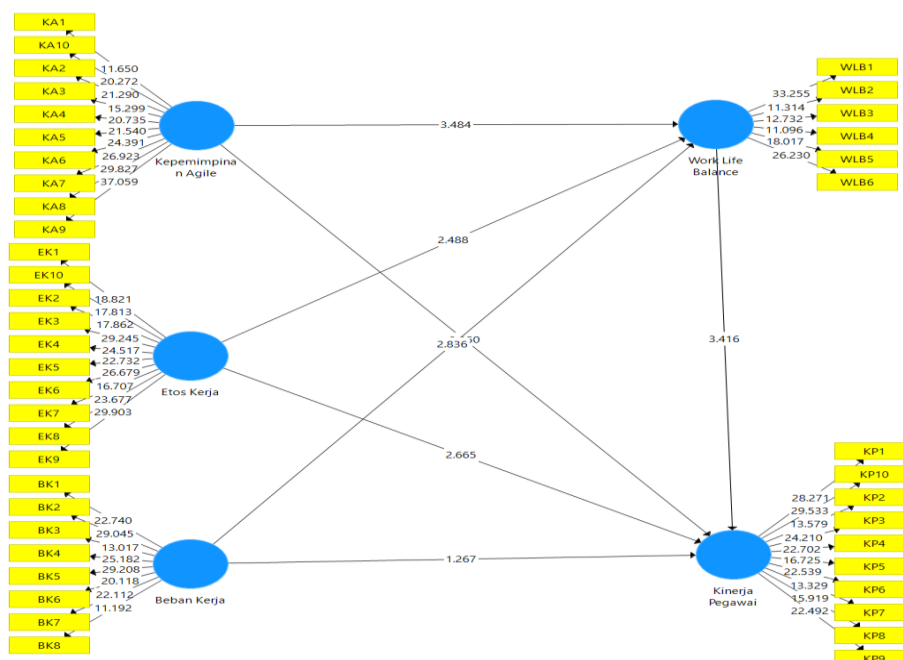 KA1
KA10
KA2
KA3
KA4
KA5
KA6
KA7
KA8
KA9
11.650
20.272
21.290
15.299
20.735
21.540
24.391
26.923
29.827
37.059
Kepemimpina
n Agile
EK1
EK10
EK2
EK3
EK4
EK5
EK6
EK7
EK8
EK9
18.821
17.813
17.862
29.245
24.517
22.732
26.679
16.707
23.677
29.903
Etos Kerja
BK1
BK2
BK3
BK4
BK5
BK6
BK7
BK8
22.740
29.045
13.017
25.182
29.208
20.118
22.112
11.192
Beban Kerja
3.484
2.488
2.836
2.665
1.267
3.416
Work Life
Balance
33.255
11.314
12.732
11.096
18.017
26.230
WLB1
WLB2
WLB3
WLB4
WLB5
WLB6
Kinerja
Pegawai
28.271
29.533
13.579
24.210
22.702
16.725
22.539
13.329
15.919
22.492
KP1
KP10
KP2
KP3
KP4
KP5
KP6
KP7
KP8
KP9